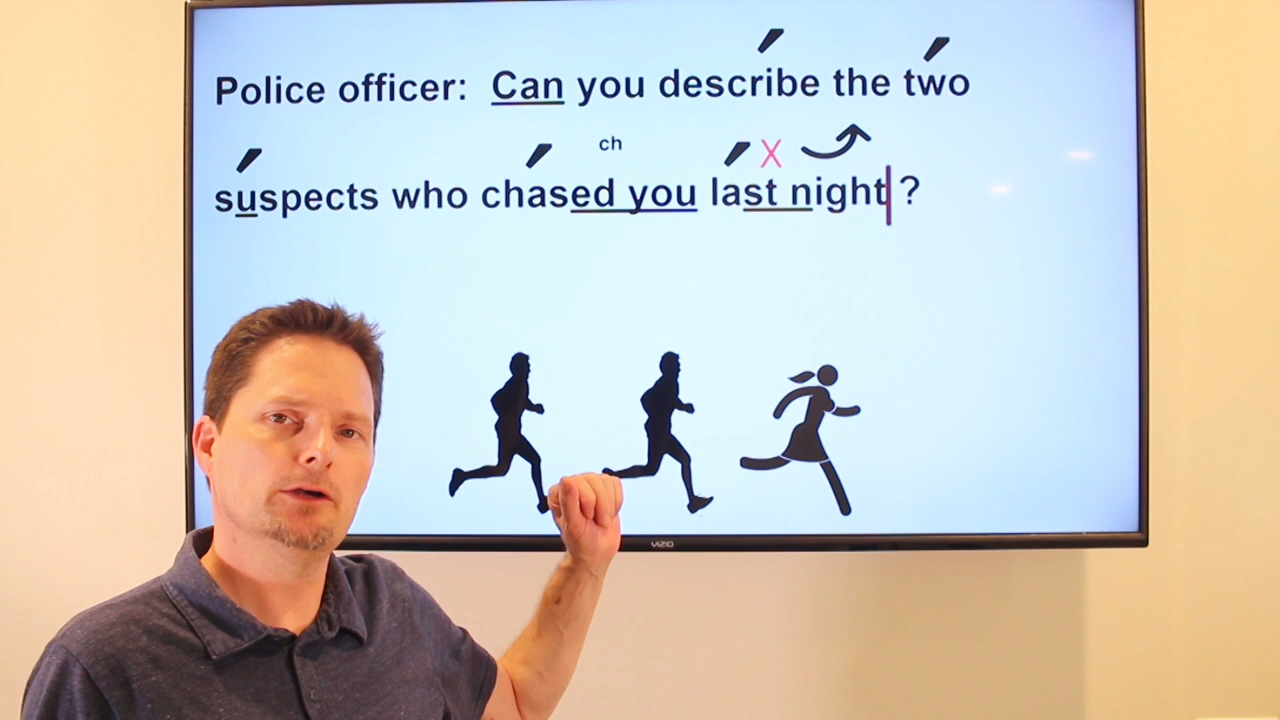 Police officer: Can you describe the two
ch
X
suspects who chased you last night ?
VIZIO